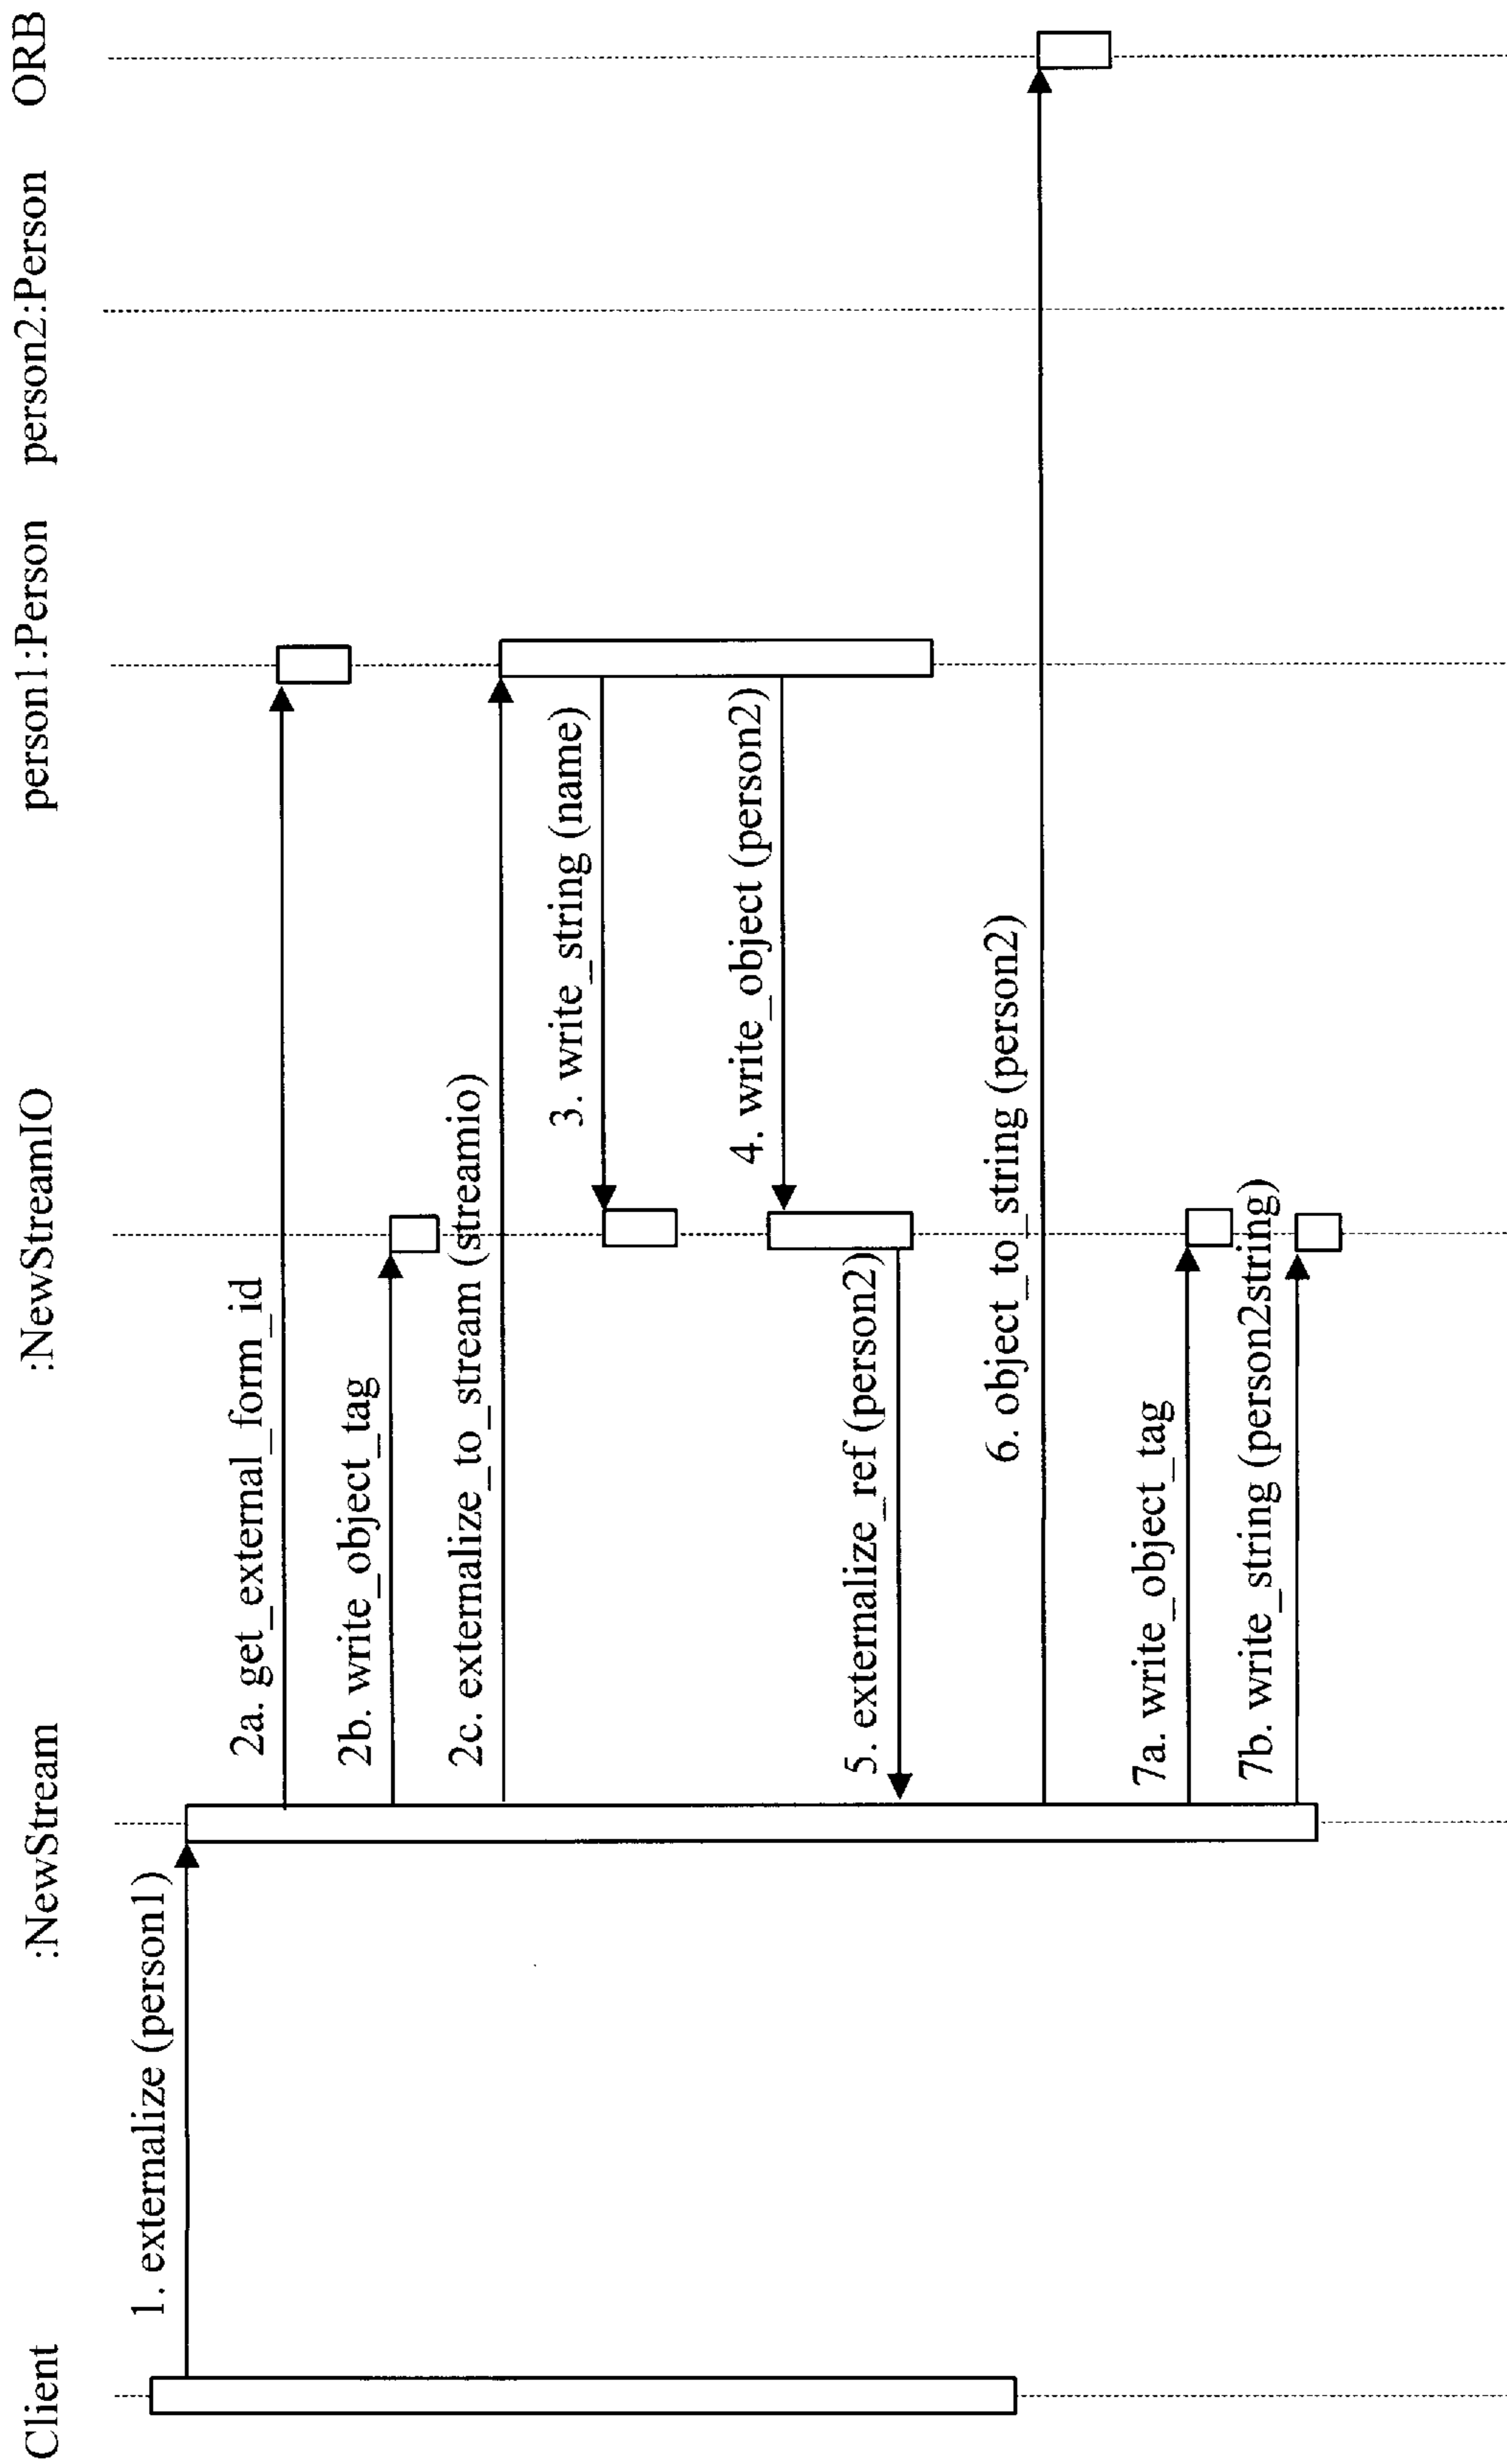 Client
:NewStream
:NewStreamIO
person1:Person
person2:Person
ORB
1. externalize (person1)
2a. get_external_form_id
2b. write_object_tag
2c. externalize_to_stream (streamio)
3. write_string (name)
4. write_object (person2)
5. externalize_ref (person2)
6. object_to_string (person2)
7a. write_object_tag
7b. write_string (person2string)